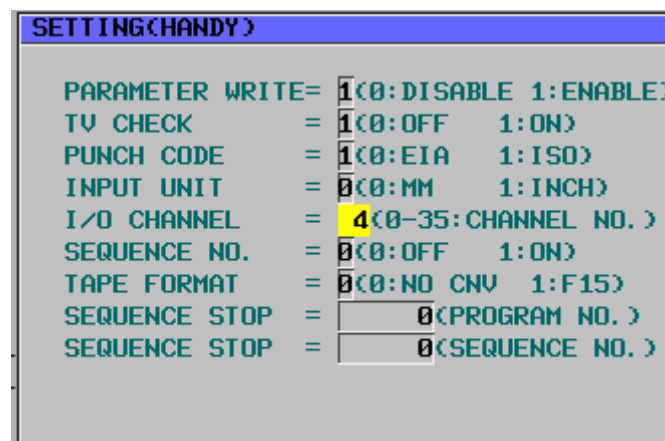 SETTING(HANDY)
PARAMETER WRITE= 1(0:DISABLE 1:ENABLE)
TV CHECK = 1(0:OFF 1:ON)
PUNCH CODE = 1(0:EIA 1:ISO)
INPUT UNIT = 0(0:MM 1:INCH)
I/O CHANNEL = 4(0-35:CHANNEL NO.)
SEQUENCE NO. = 0(0:OFF 1:ON)
TAPE FORMAT = 0(0:NO CNV 1:F15)
SEQUENCE STOP = 0(PROGRAM NO.)
SEQUENCE STOP = 0(SEQUENCE NO.)